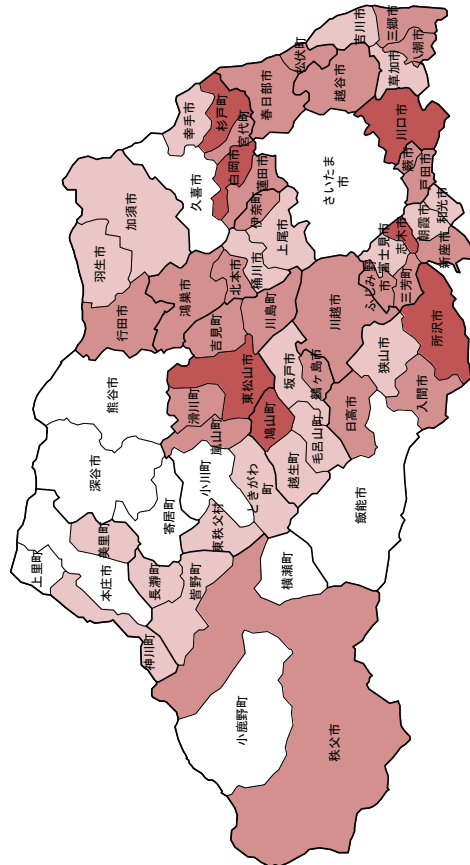 吉川市
三郷市
八潮市
松伏町
草加市
越谷市
春日部市
川口市
幸手市
杉戸町
宮代町
蕨市
戸田市
さいたま
市
白岡市
蓮田市
久喜市
伊奈町
和光市
朝霞市
志木市
新座市
富士見市
上尾市
加須市
桶川市
ふじみ野
市
三芳町
羽生市
北本市
鴻巣市
川島町
川越市
所沢市
行田市
吉見町
狭山市
東松山市
坂戸市
鶴ヶ島市
入間市
熊谷市
滑川町
鳩山町
日高市
嵐山町
毛呂山町
越生町
深谷市
小川町
ときがわ
町
飯能市
寄居町
東秩父村
上里町
美里町
本庄市
長瀞町
皆野町
横瀬町
神川町
小鹿野町
秩父市